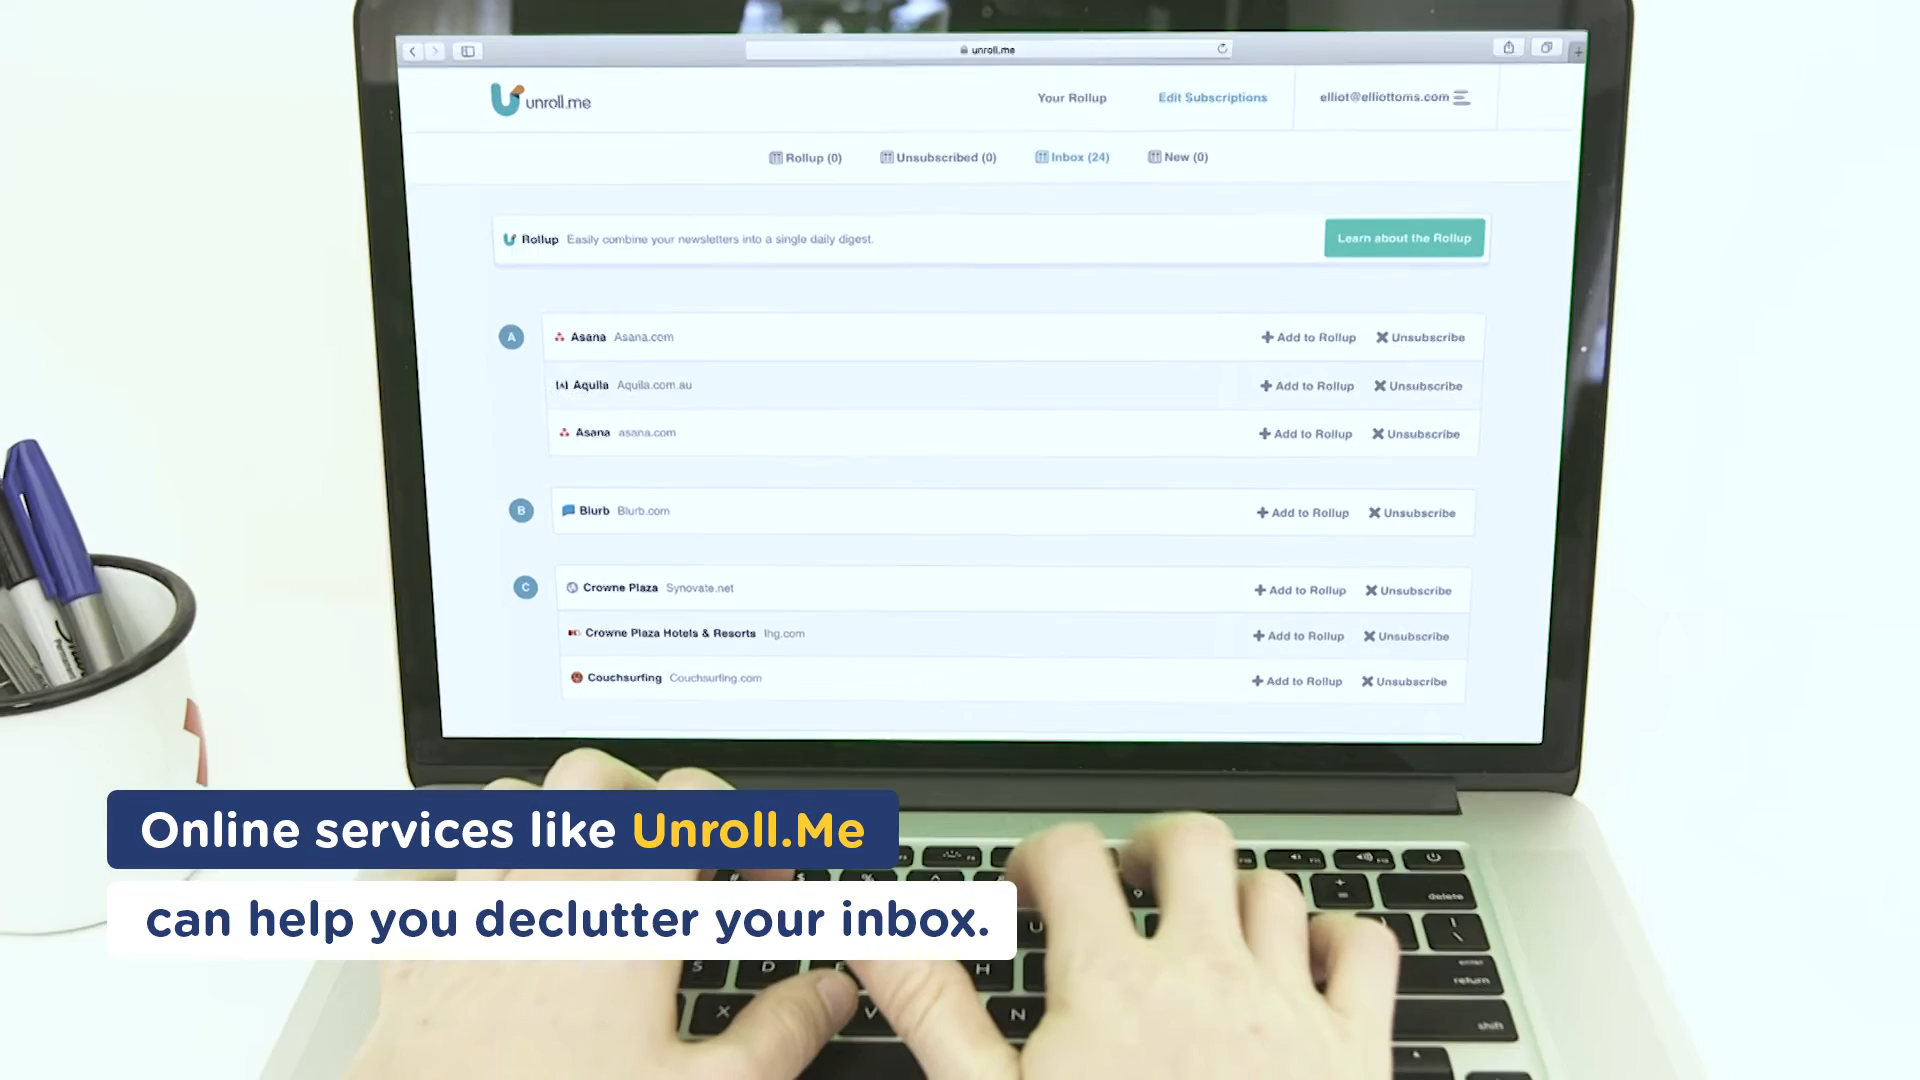 unroll.me
unroll.me
Your Rollup
Edit Subscriptions
elliot@elliottoms.com
Rollup (0)
Unsubscribed (0)
Inbox (24)
New (0)
Rollup Easily combine your newsletters into a single daily digest.
Learn about the Rollup
A
Asana Asana.com
Add to Rollup
Unsubscribe
Aquila Aquila.com.au
Add to Rollup
Unsubscribe
Asana asana.com
Add to Rollup
Unsubscribe
B
Blurb Blurb.com
Add to Rollup
Unsubscribe
C
Crowne Plaza Synovate.net
Add to Rollup
Unsubscribe
Crowne Plaza Hotels & Resorts Ihg.com
Add to Rollup
Unsubscribe
Couchsurfing Couchsurfing.com
Add to Rollup
Unsubscribe
Online services like Unroll.Me
can help you declutter your inbox.
delete
U
S D H
enter
return
X V N
shift